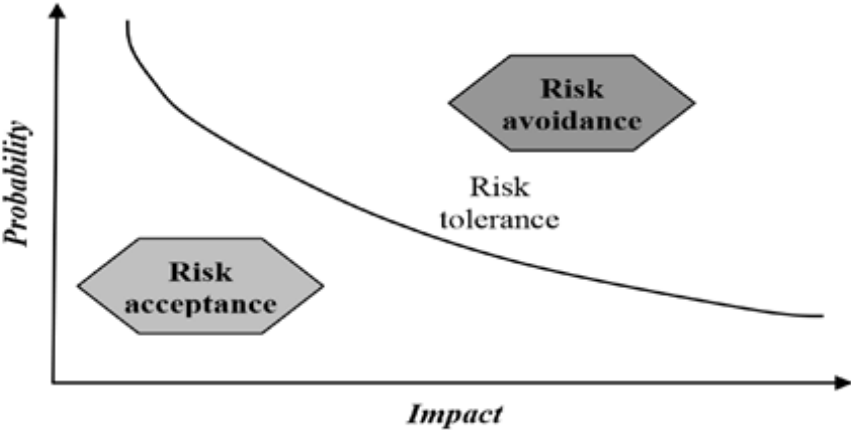 Probability
Risk
avoidance
Risk
tolerance
Risk
acceptance
Impact